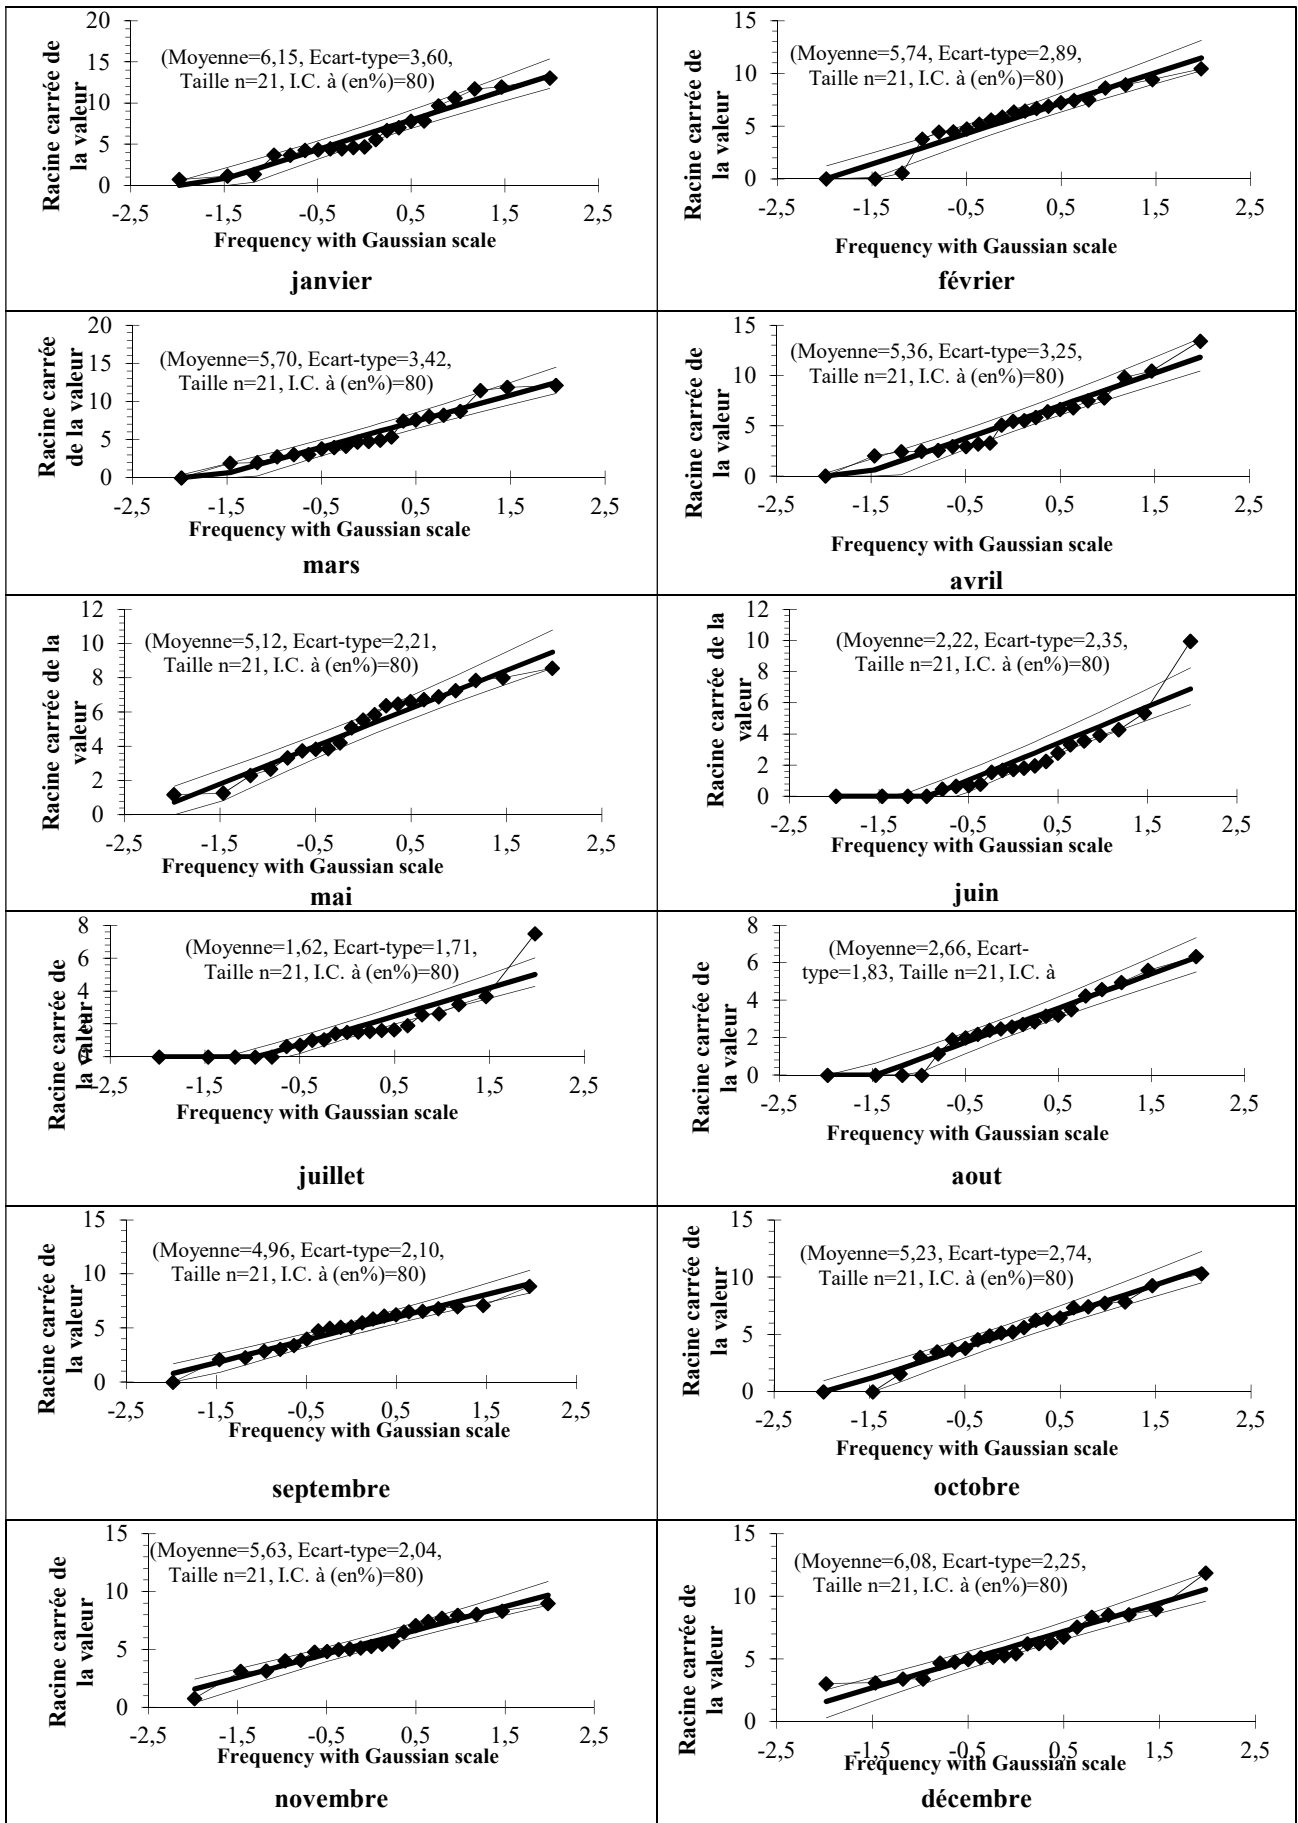 20
15
10
5
0
-2,5 -1,5 -0,5 0,5 1,5 2,5
Racine carrée de
la valeur
(Moyenne=6,15, Ecart-type=3,60,
Taille n=21, I.C. à (en%)=80)
Frequency with Gaussian scale
janvier
15
10
5
0
-2,5 -1,5 -0,5 0,5 1,5 2,5
Racine carrée de
la valeur
(Moyenne=5,74, Ecart-type=2,89,
Taille n=21, I.C. à (en%)=80)
Frequency with Gaussian scale
février
20
15
10
5
0
-2,5 -1,5 -0,5 0,5 1,5 2,5
Racine carrée
de la valeur
(Moyenne=5,70, Ecart-type=3,42,
Taille n=21, I.C. à (en%)=80)
Frequency with Gaussian scale
mars
15
10
5
0
-2,5 -1,5 -0,5 0,5 1,5 2,5
Racine carrée de
la valeur
(Moyenne=5,36, Ecart-type=3,25,
Taille n=21, I.C. à (en%)=80)
Frequency with Gaussian scale
avril
12
10
8
6
4
2
0
-2,5 -1,5 -0,5 0,5 1,5 2,5
Racine carrée de la
valeur
(Moyenne=5,12, Ecart-type=2,21,
Taille n=21, I.C. à (en%)=80)
Frequency with Gaussian scale
mai
12
10
8
6
4
2
0
-2,5 -1,5 -0,5 0,5 1,5 2,5
Racine carrée de la
valeur
(Moyenne=2,22, Ecart-type=2,35,
Taille n=21, I.C. à (en%)=80)
Frequency with Gaussian scale
juin
8
6
4
2
0
-2,5 -1,5 -0,5 0,5 1,5 2,5
Racine carrée de
la valeur
(Moyenne=1,62, Ecart-type=1,71,
Taille n=21, I.C. à (en%)=80)
Frequency with Gaussian scale
juillet
8
6
4
2
0
-2,5 -1,5 -0,5 0,5 1,5 2,5
Racine carrée de
la valeur
(Moyenne=2,66, Ecart-
type=1,83, Taille n=21, I.C. à
Frequency with Gaussian scale
aout
15
10
5
0
-2,5 -1,5 -0,5 0,5 1,5 2,5
Racine carrée de
la valeur
(Moyenne=4,96, Ecart-type=2,10,
Taille n=21, I.C. à (en%)=80)
Frequency with Gaussian scale
septembre
15
10
5
0
-2,5 -1,5 -0,5 0,5 1,5 2,5
Racine carrée de
la valeur
(Moyenne=5,23, Ecart-type=2,74,
Taille n=21, I.C. à (en%)=80)
Frequency with Gaussian scale
octobre
15
10
5
0
-2,5 -1,5 -0,5 0,5 1,5 2,5
Racine carrée de
la valeur
(Moyenne=5,63, Ecart-type=2,04,
Taille n=21, I.C. à (en%)=80)
Frequency with Gaussian scale
novembre
15
10
5
0
-2,5 -1,5 -0,5 0,5 1,5 2,5
Racine carrée de
la valeur
(Moyenne=6,08, Ecart-type=2,25,
Taille n=21, I.C. à (en%)=80)
Frequency with Gaussian scale
décembre